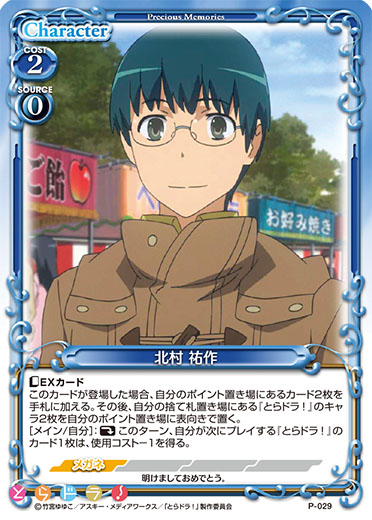 Precious Memories
Character
COST
2
SOURCE
0
ご飴
お好み焼き
北村 祐作
EXカード
このカードが登場した場合、自分のポイント置き場にあるカード2枚を
手札に加える。その後、自分の捨て札置き場にある『とらドラ!』のキャ
ラ2枚を自分のポイント置き場に表向きで置く。
[メイン/自分]: このターン、自分が次にプレイする『とらドラ!』の
カード1枚は、使用コスト-1を得る。
メガネ
明けましておめでとう。
とらドラ!
©竹宮ゆゆこ/アスキー・メディアワークス/「とらドラ!」製作委員会
P-029